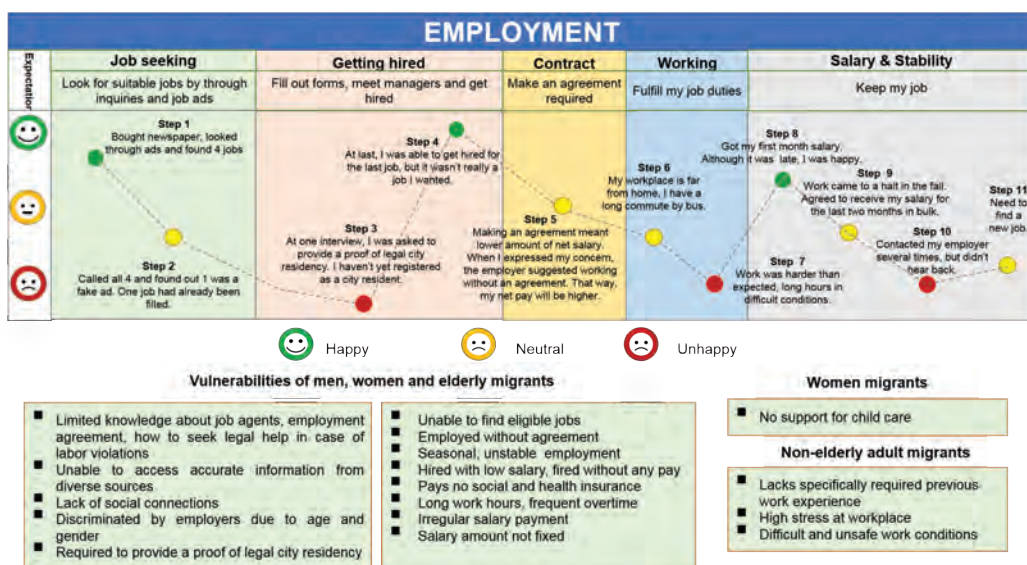 EMPLOYMENT
Expectation
Job seeking
Look for suitable jobs by through
inquiries and job ads
Getting hired
Fill out forms, meet managers and get
hired
Contract
Make an agreement
required
Working
Fulfill my job duties
Salary & Stability
Keep my job
Step 1
Bought newspaper, looked
through ads and found 4 jobs
Step 2
Called all 4 and found out 1 was a
fake ad. One job had already been
filled.
Step 3
At one interview, I was asked to
provide a proof of legal city
residency. I haven't yet registered
as a city resident.
Step 4
At last, I was able to get hired for
the last job, but it wasn't really a
job I wanted.
Step 5
Making an agreement meant
lower amount of net salary.
When I expressed my concern,
the employer suggested working
without an agreement. That way,
my net pay will be higher.
Step 6
My workplace is far
from home, I have a
long commute by bus.
Step 7
Work was harder than
expected, long hours in
difficult conditions.
Step 8
Got my first month salary.
Although it was late, I was happy.
Step 9
Work came to a halt in the fall.
Agreed to receive my salary for
the last two months in bulk.
Step 10
Contacted my employer
several times, but didn't
hear back.
Step 11
Need to
find a
new job.
Happy
Neutral
Unhappy
Vulnerabilities of men, women and elderly migrants
Limited knowledge about job agents, employment
agreement, how to seek legal help in case of
labor violations
Unable to access accurate information from
diverse sources
Lack of social connections
Discriminated by employers due to age and
gender
Required to provide a proof of legal city residency
Unable to find eligible jobs
Employed without agreement
Seasonal, unstable employment
Hired with low salary, fired without any pay
Pays no social and health insurance
Long work hours, frequent overtime
Irregular salary payment
Salary amount not fixed
Women migrants
No support for child care
Non-elderly adult migrants
Lacks specifically required previous
work experience
High stress at workplace
Difficult and unsafe work conditions